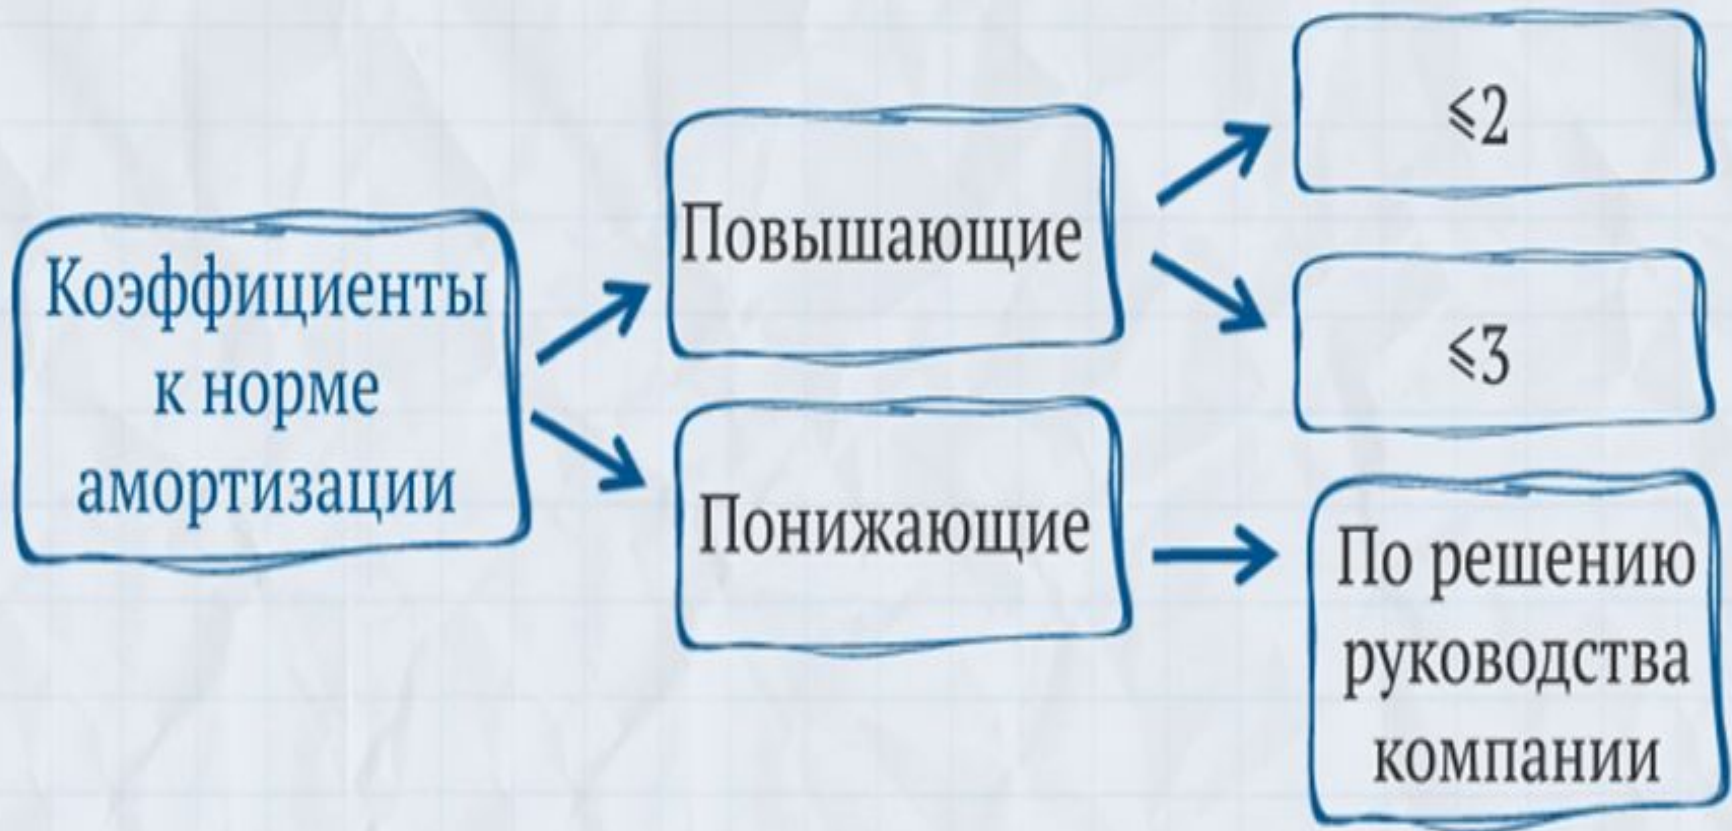 Коэффициенты
к норме
амортизации
Повышающие
⩽2
⩽3
Понижающие
По решению
руководства
компании